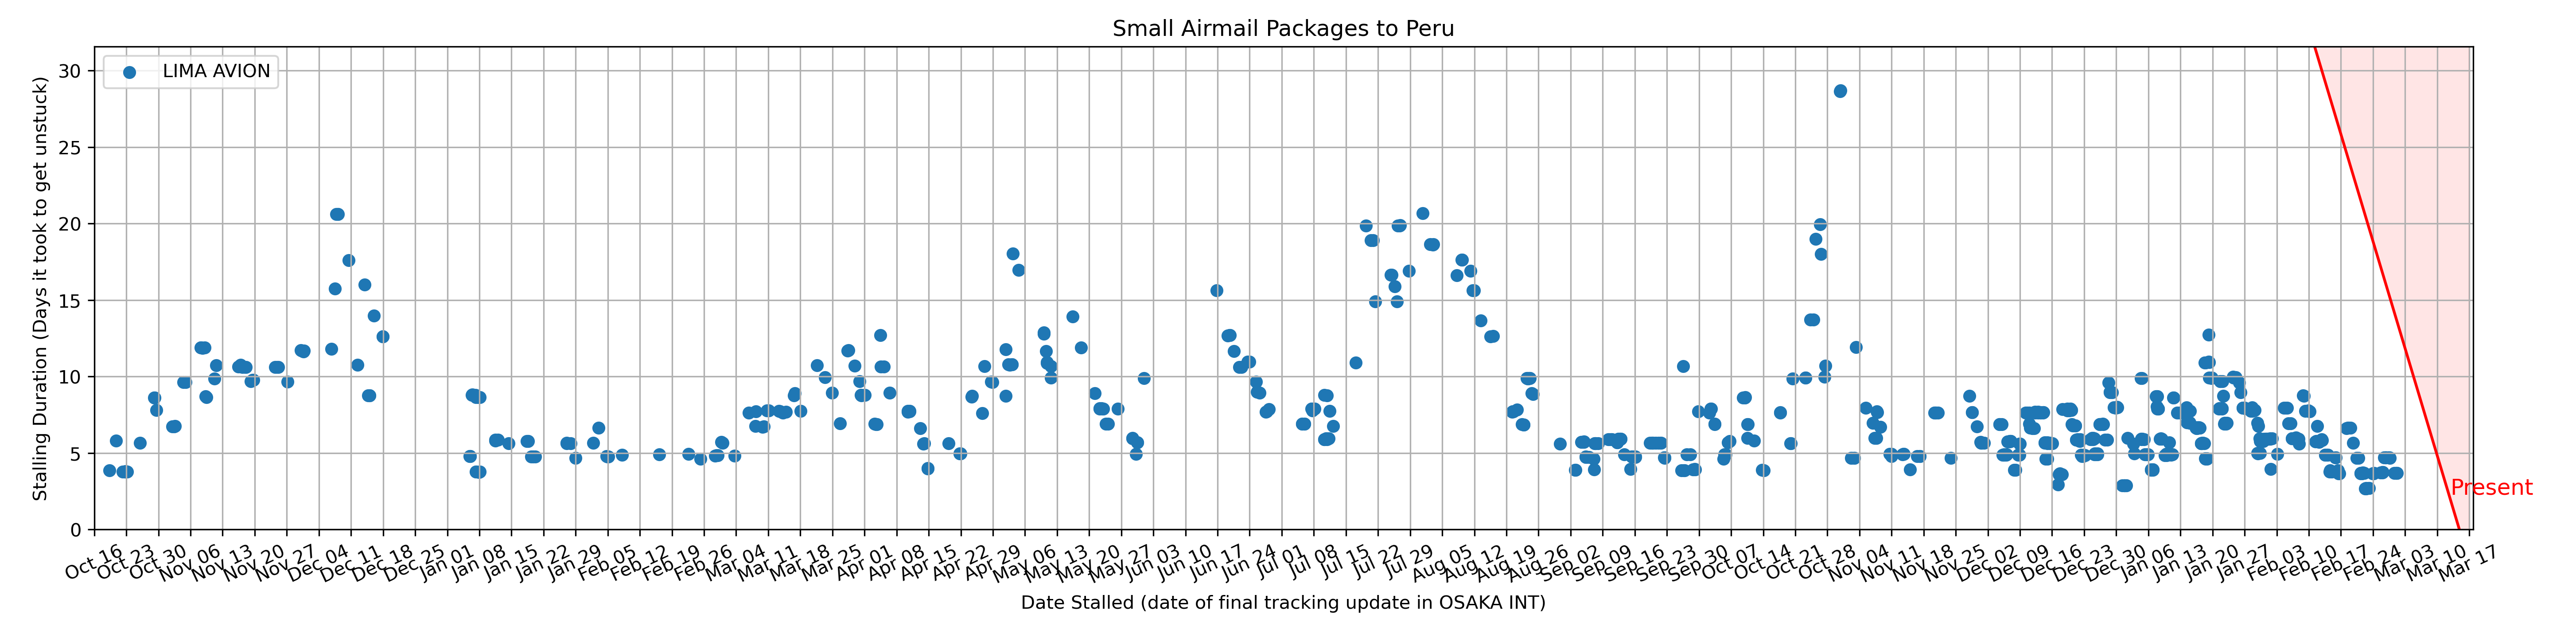 Small Airmail Packages to Peru
LIMA AVION
Stalling Duration (Days it took to get unstuck)
30
25
20
15
10
5
0
Present
Oct 16
Oct 23
Oct 30
Nov 06
Nov 13
Nov 20
Nov 27
Dec 04
Dec 11
Dec 18
Dec 25
Jan 01
Jan 08
Jan 15
Jan 22
Jan 29
Feb 05
Feb 12
Feb 19
Feb 26
Mar 04
Mar 11
Mar 18
Mar 25
Apr 01
Apr 08
Apr 15
Apr 22
Apr 29
May 06
May 13
May 20
May 27
Jun 03
Jun 10
Jun 17
Jun 24
Jul 01
Jul 08
Jul 15
Jul 22
Jul 29
Aug 05
Aug 12
Aug 19
Aug 26
Sep 02
Sep 09
Sep 16
Sep 23
Sep 30
Oct 07
Oct 14
Oct 21
Oct 28
Nov 04
Nov 11
Nov 18
Nov 25
Dec 02
Dec 09
Dec 16
Dec 23
Dec 30
Jan 06
Jan 13
Jan 20
Jan 27
Feb 03
Feb 10
Feb 17
Feb 24
Mar 03
Mar 10
Mar 17
Date Stalled (date of final tracking update in OSAKA INT)